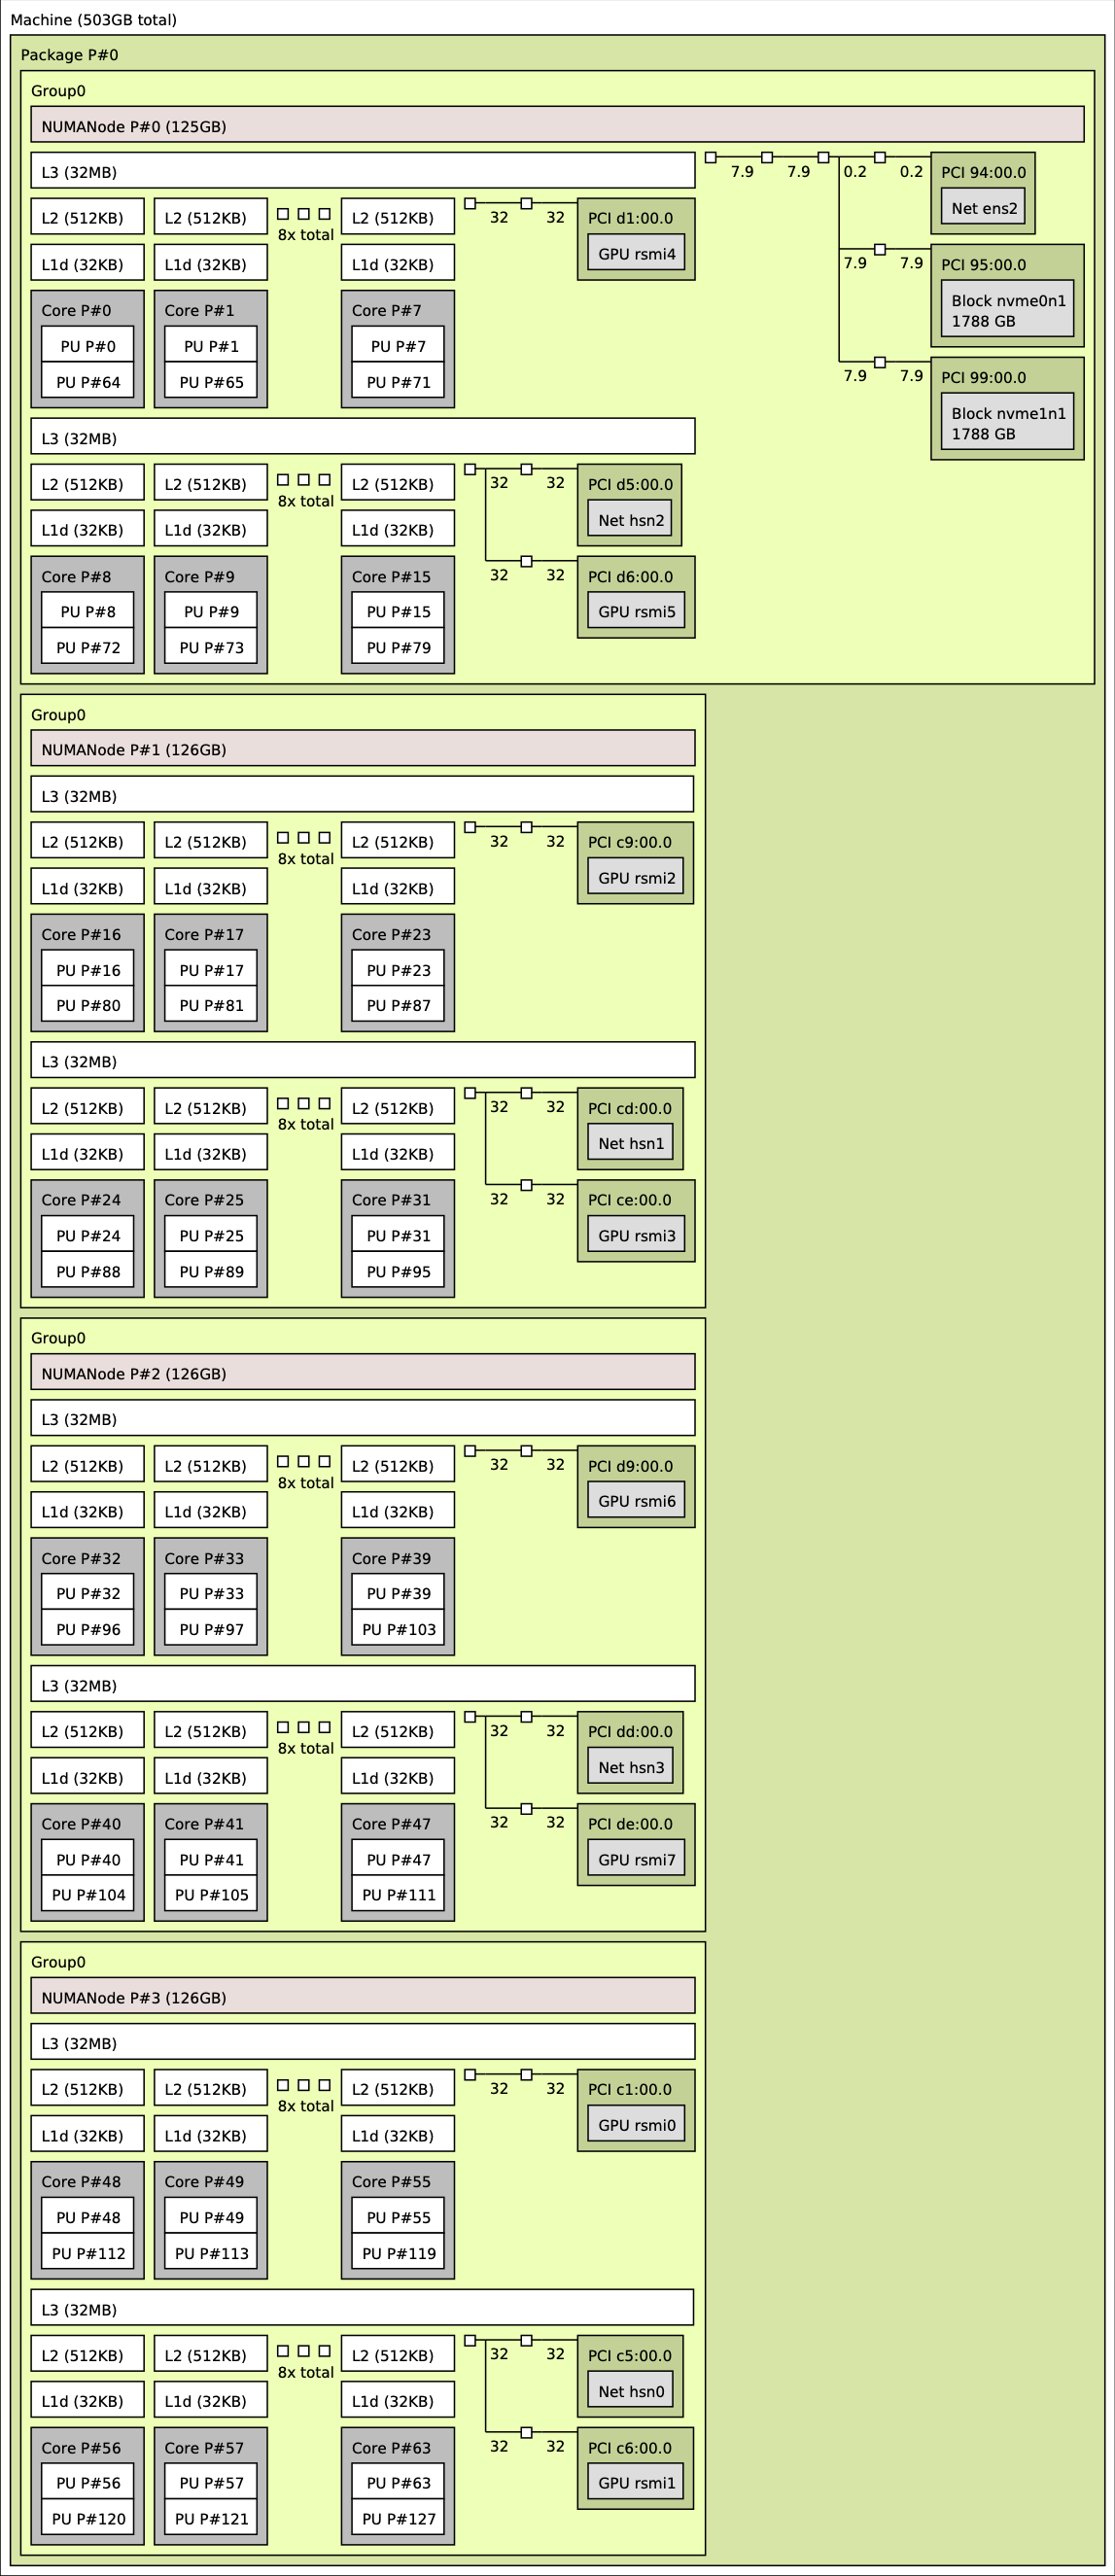 Machine (503GB total)
Package P#0
Group0
NUMANode P#0 (125GB)
L3 (32MB)
7.9 7.9 0.2 0.2 PCI 94:00.0
Net ens2
7.9 7.9 PCI 95:00.0
Block nvme0n1
1788 GB
7.9 7.9 PCI 99:00.0
Block nvme1n1
1788 GB
L2 (512KB) L2 (512KB) 8x total L2 (512KB) 32 32 PCI d1:00.0
GPU rsmi4
L1d (32KB) L1d (32KB) L1d (32KB)
Core P#0 Core P#1 Core P#7
PU P#0 PU P#1 PU P#7
PU P#64 PU P#65 PU P#71
L3 (32MB)
L2 (512KB) L2 (512KB) 8x total L2 (512KB) 32 32 PCI d5:00.0
Net hsn2
L1d (32KB) L1d (32KB) L1d (32KB)
32 32 PCI d6:00.0
GPU rsmi5
Core P#8 Core P#9 Core P#15
PU P#8 PU P#9 PU P#15
PU P#72 PU P#73 PU P#79
Group0
NUMANode P#1 (126GB)
L3 (32MB)
L2 (512KB) L2 (512KB) 8x total L2 (512KB) 32 32 PCI c9:00.0
GPU rsmi2
L1d (32KB) L1d (32KB) L1d (32KB)
Core P#16 Core P#17 Core P#23
PU P#16 PU P#17 PU P#23
PU P#80 PU P#81 PU P#87
L3 (32MB)
L2 (512KB) L2 (512KB) 8x total L2 (512KB) 32 32 PCI cd:00.0
Net hsn1
L1d (32KB) L1d (32KB) L1d (32KB)
32 32 PCI ce:00.0
GPU rsmi3
Core P#24 Core P#25 Core P#31
PU P#24 PU P#25 PU P#31
PU P#88 PU P#89 PU P#95
Group0
NUMANode P#2 (126GB)
L3 (32MB)
L2 (512KB) L2 (512KB) 8x total L2 (512KB) 32 32 PCI d9:00.0
GPU rsmi6
L1d (32KB) L1d (32KB) L1d (32KB)
Core P#32 Core P#33 Core P#39
PU P#32 PU P#33 PU P#39
PU P#96 PU P#97 PU P#103
L3 (32MB)
L2 (512KB) L2 (512KB) 8x total L2 (512KB) 32 32 PCI dd:00.0
Net hsn3
L1d (32KB) L1d (32KB) L1d (32KB)
32 32 PCI de:00.0
GPU rsmi7
Core P#40 Core P#41 Core P#47
PU P#40 PU P#41 PU P#47
PU P#104 PU P#105 PU P#111
Group0
NUMANode P#3 (126GB)
L3 (32MB)
L2 (512KB) L2 (512KB) 8x total L2 (512KB) 32 32 PCI c1:00.0
GPU rsmi0
L1d (32KB) L1d (32KB) L1d (32KB)
Core P#48 Core P#49 Core P#55
PU P#48 PU P#49 PU P#55
PU P#112 PU P#113 PU P#119
L3 (32MB)
L2 (512KB) L2 (512KB) 8x total L2 (512KB) 32 32 PCI c5:00.0
Net hsn0
L1d (32KB) L1d (32KB) L1d (32KB)
32 32 PCI c6:00.0
GPU rsmi1
Core P#56 Core P#57 Core P#63
PU P#56 PU P#57 PU P#63
PU P#120 PU P#121 PU P#127